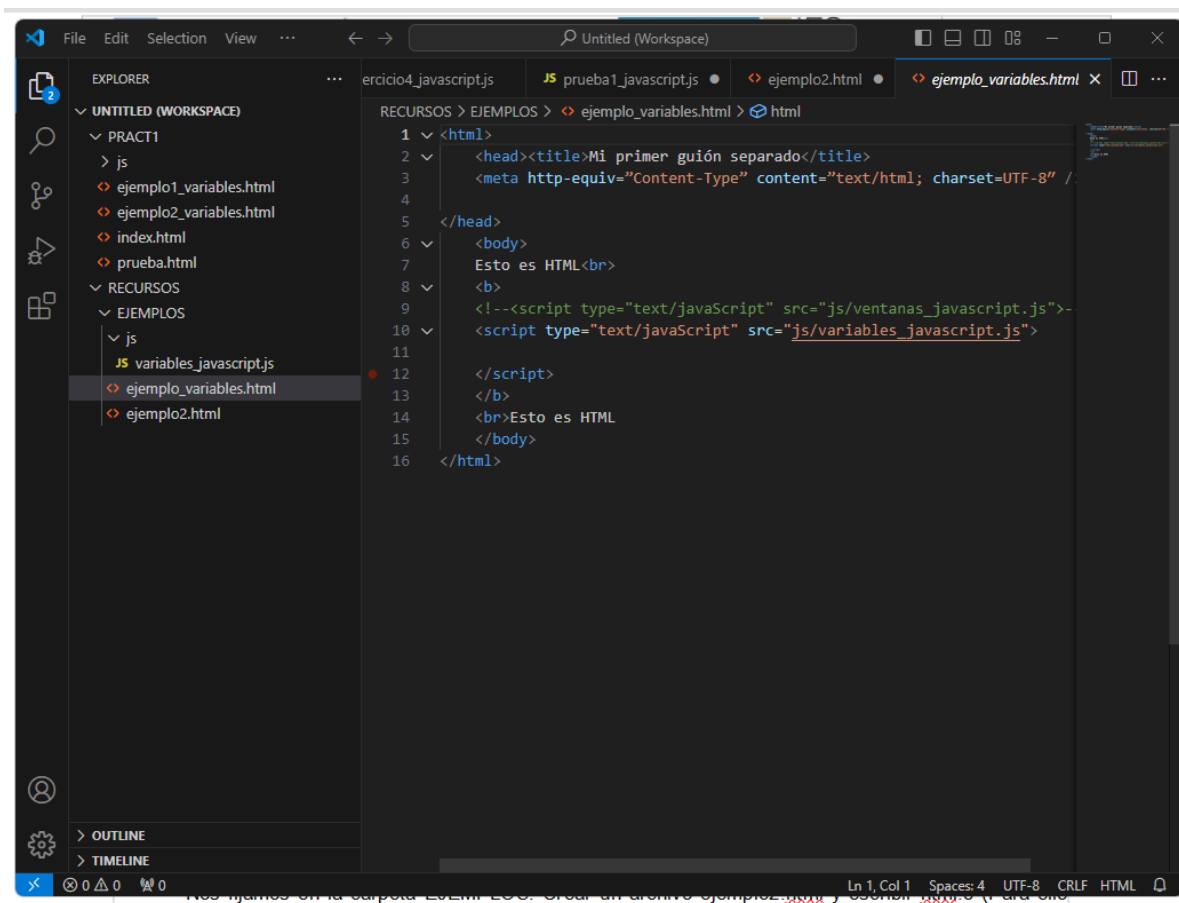 File Edit Selection View ··· Untitled (Workspace)
EXPLORER ···
2
UNTITLED (WORKSPACE)
PRACT1
js
ejemplo1_variables.html
ejemplo2_variables.html
index.html
prueba.html
RECURSOS
EJEMPLOS
js
JS variables_javascript.js
ejemplo_variables.html
ejemplo2.html
OUTLINE
TIMELINE
ercicio4_javascript.js JS prueba1_javascript.js ejemplo2.html ejemplo_variables.html ···
RECURSOS > EJEMPLOS > ejemplo_variables.html > html
1 <html>
2 <head><title>Mi primer guión separado</title>
3 <meta http-equiv=”Content-Type” content=”text/html; charset=UTF-8” /
4
5 </head>
6 <body>
7 Esto es HTML<br>
8 <b>
9 <!--<script type="text/javaScript" src="js/ventanas_javascript.js">-
10 <script type="text/javaScript" src="js/variables_javascript.js">
11
12 </script>
13 </b>
14 <br>Esto es HTML
15 </body>
16 </html>
0 0 0 Ln 1, Col 1 Spaces: 4 UTF-8 CRLF HTML